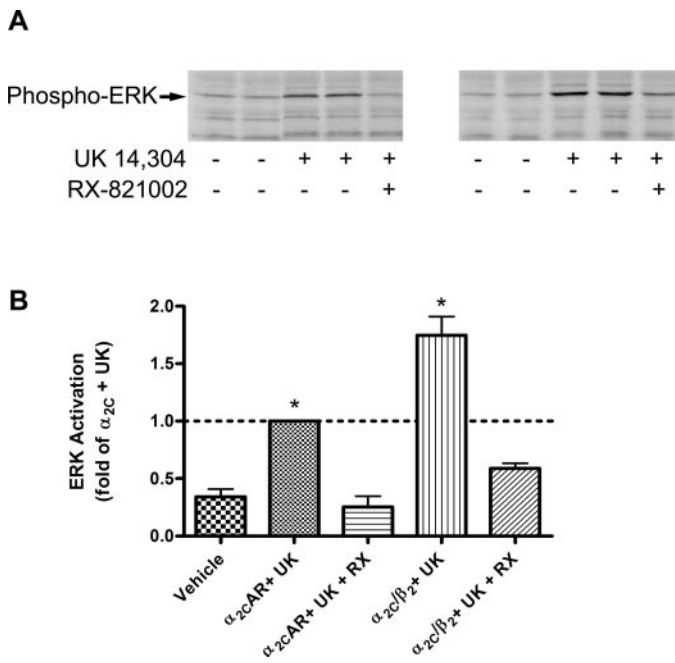 A
Phospho-ERK
UK 14,304 - - + + + - - + + +
RX-821002 - - - - + - - - - +
B
ERK Activation
(fold of α2C + UK)
2.0
1.5
1.0
0.5
0.0
*
*
Vehicle
α2CAR+ UK
α2CAR+ UK + RX
α2C/β2+ UK
α2C/β2+ UK + RX